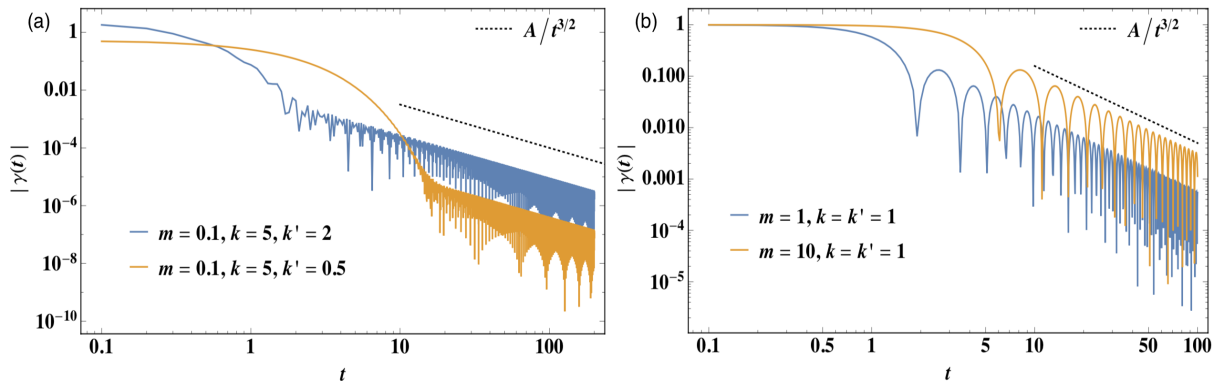 (a)
1
0.01
10⁻⁴
10⁻⁶
10⁻⁸
10⁻¹⁰
| γ(t) |
A/t^{3/2}
m = 0.1, k = 5, k' = 2
m = 0.1, k = 5, k' = 0.5
0.1 1 10 100
t
(b)
1
0.100
0.010
0.001
10⁻⁴
10⁻⁵
| γ(t) |
A/t^{3/2}
m = 1, k = k' = 1
m = 10, k = k' = 1
0.1 0.5 1 5 10 50 100
t